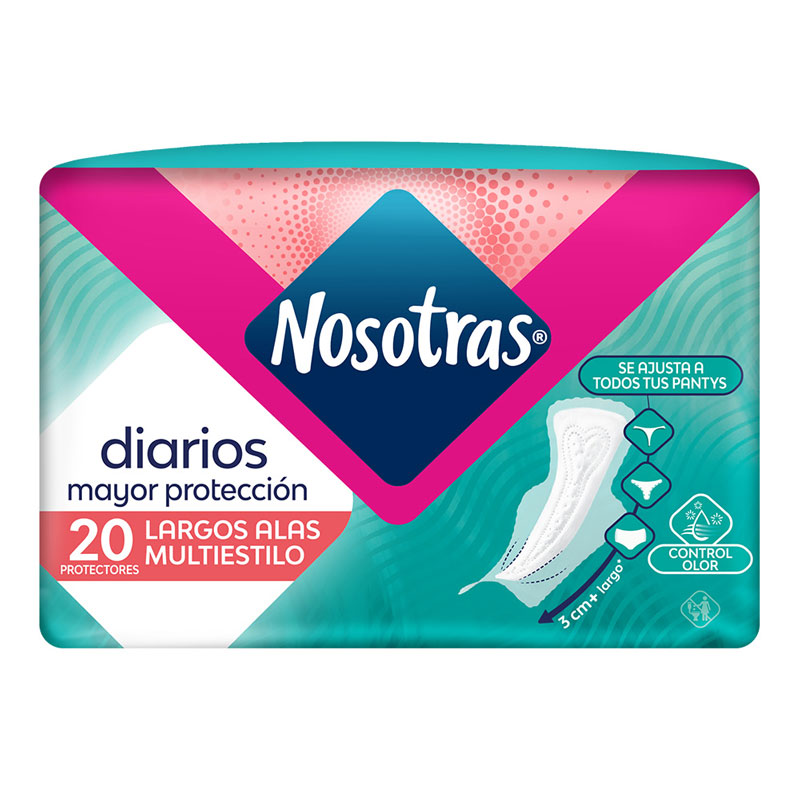 Nosotras®
diarios
mayor protección
20
PROTECTORES
LARGOS ALAS
MULTIESTILO
SE AJUSTA A
TODOS TUS PANTYS
3 cm+ largo*
CONTROL
OLOR